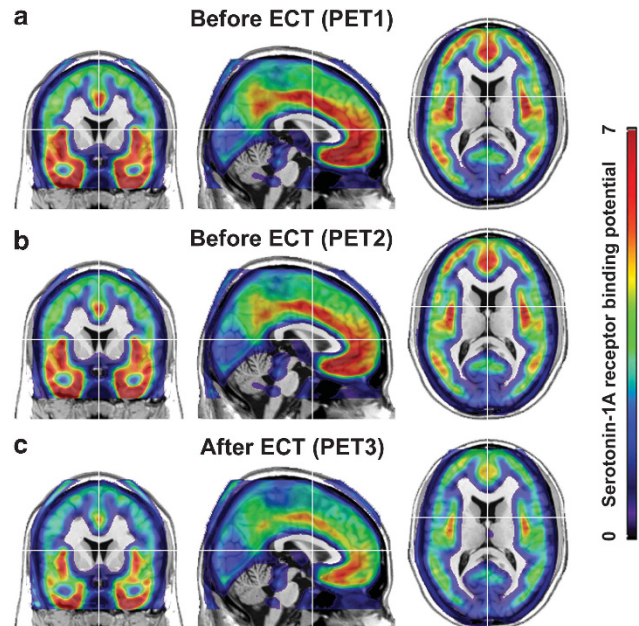 a
Before ECT (PET1)
b
Before ECT (PET2)
c
After ECT (PET3)
0 Serotonin-1A receptor binding potential 7